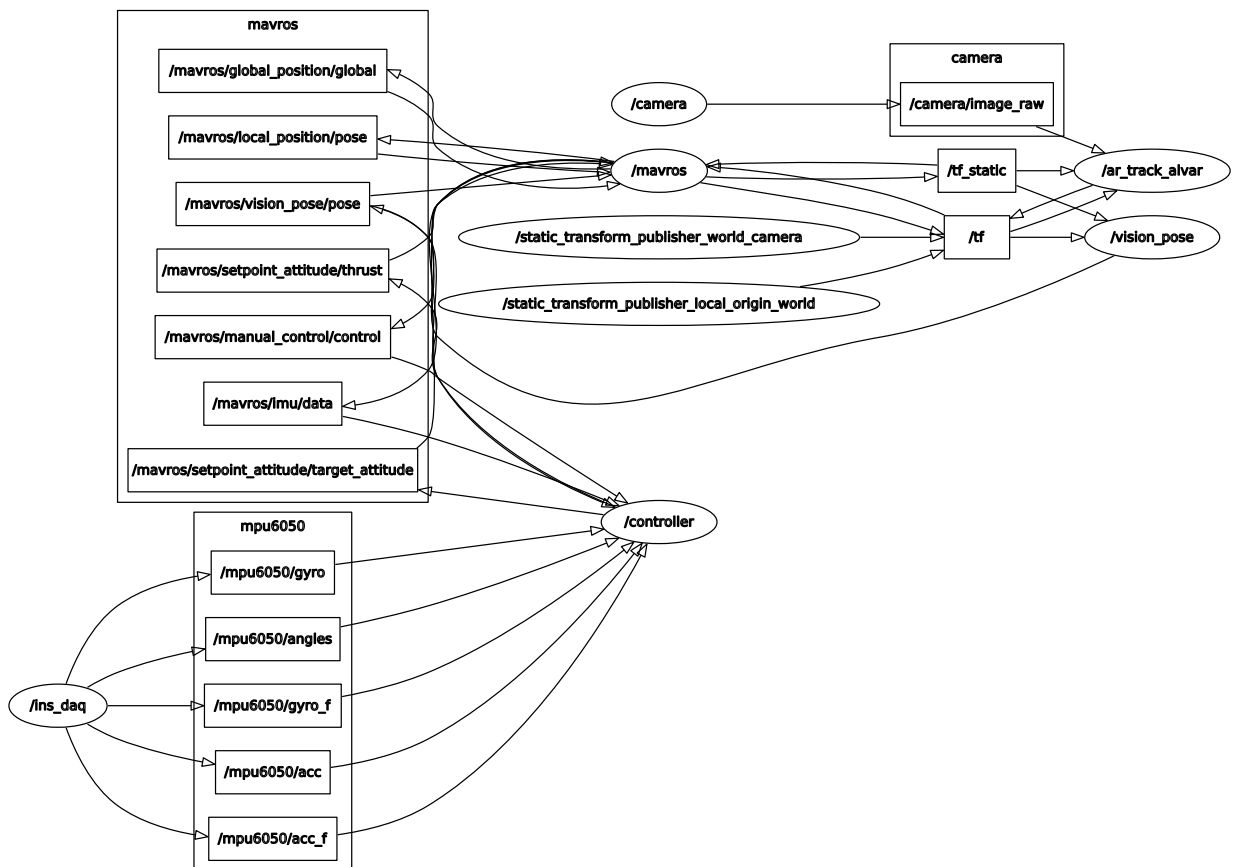 mavros
/mavros/global_position/global
/mavros/local_position/pose
/mavros/vision_pose/pose
/mavros/setpoint_attitude/thrust
/mavros/manual_control/control
/mavros/imu/data
/mavros/setpoint_attitude/target_attitude
mpu6050
/mpu6050/gyro
/mpu6050/angles
/mpu6050/gyro_f
/mpu6050/acc
/mpu6050/acc_f
/ins_daq
/camera
/mavros
/static_transform_publisher_world_camera
/static_transform_publisher_local_origin_world
/controller
camera
/camera/image_raw
/tf_static
/tf
/ar_track_alvar
/vision_pose